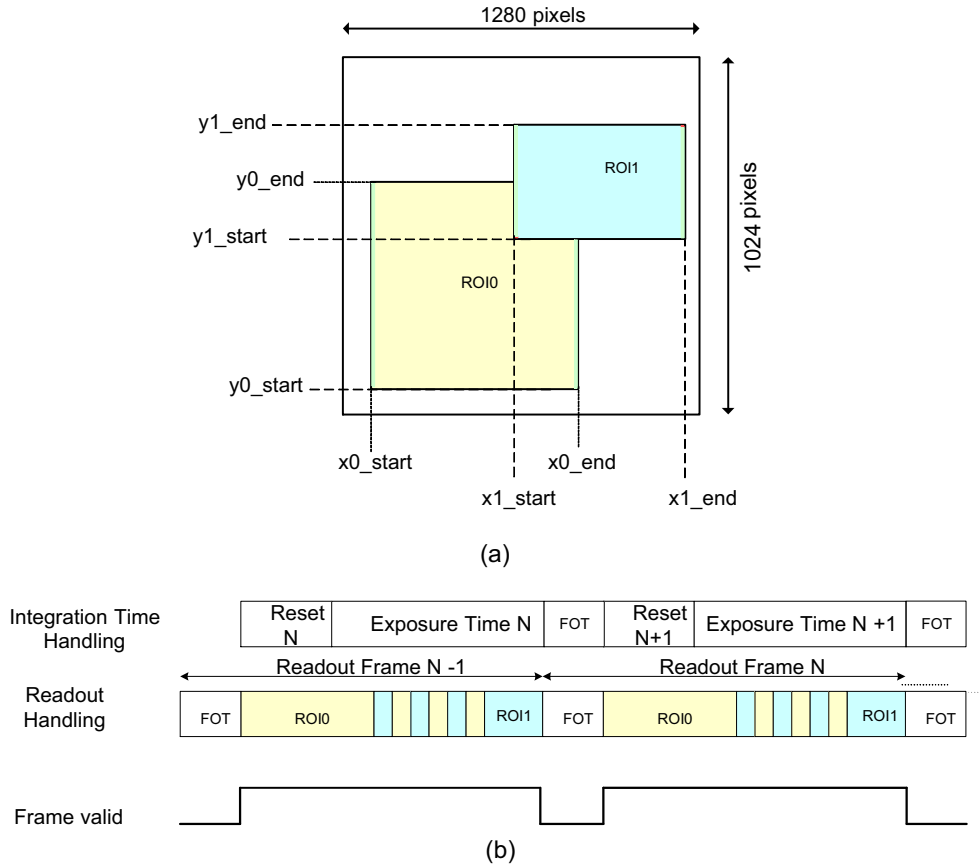 1280 pixels
y1_end
ROI1
y0_end
1024 pixels
y1_start
ROI0
y0_start
x0_start
x0_end
x1_start
x1_end
(a)
Integration Time
Handling
Reset
N
Exposure Time N
FOT
Reset
N+1
Exposure Time N +1
FOT
Readout Frame N -1
Readout Frame N
Readout
Handling
FOT
ROI0
ROI1
FOT
ROI0
ROI1
FOT
Frame valid
(b)